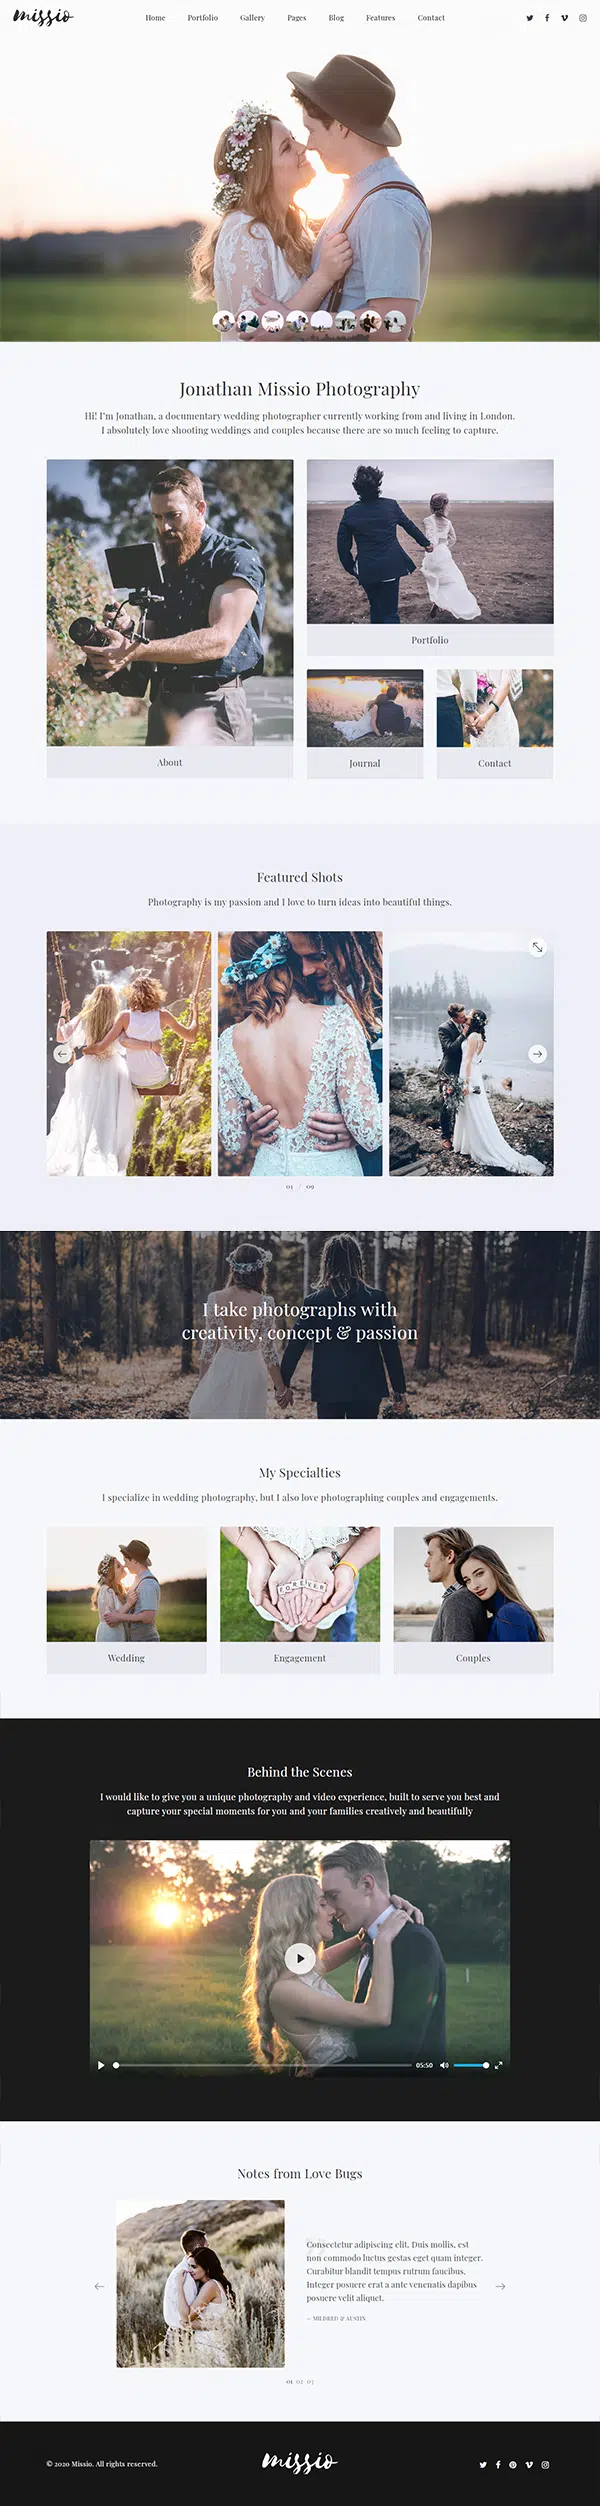 missio
Home Portfolio Gallery Pages Blog Features Contact
Jonathan Missio Photography
Hi! I'm Jonathan, a documentary wedding photographer currently working from and living in London.
I absolutely love shooting weddings and couples because there are so much feeling to capture.
Portfolio
About
Journal
Contact
Featured Shots
Photography is my passion and I love to turn ideas into beautiful things.
01 / 09
I take photographs with
creativity, concept & passion
My Specialties
I specialize in wedding photography, but I also love photographing couples and engagements.
FOREVER
Wedding
Engagement
Couples
Behind the Scenes
I would like to give you a unique photography and video experience, built to serve you best and
capture your special moments for you and your families creatively and beautifully
05:50
Notes from Love Bugs
Consectetur adipiscing elit. Duis mollis, est
non commodo luctus gestas eget quam integer.
Curabitur blandit tempus rutrum faucibus.
Integer posuere erat a ante venenatis dapibus
posuere velit aliquet.
— MILDRED & AUSTIN
01 02 03
© 2020 Missio. All rights reserved.
missio